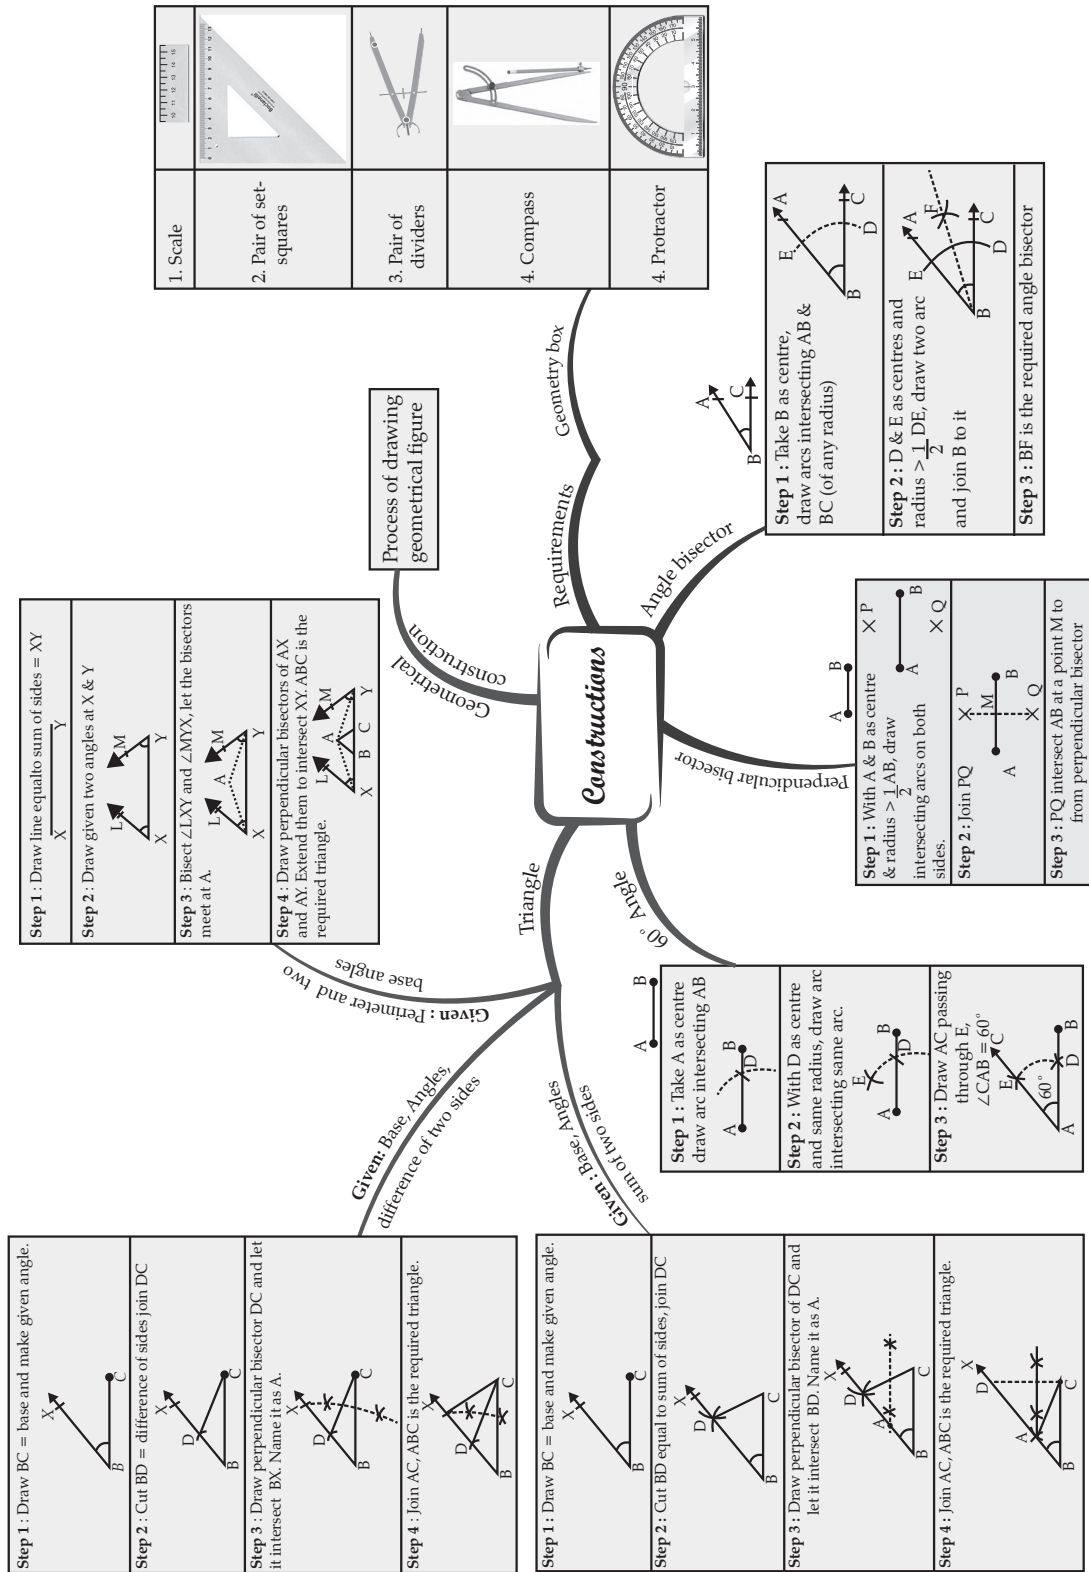 Constructions
Geometrical
construction
Process of drawing
geometrical figure
Requirements
Geometry box
1. Scale
2. Pair of set-
squares
3. Pair of
dividers
4. Compass
4. Protractor
Angle bisector
A
B
C
Step 1 : Take B as centre,
draw arcs intersecting AB &
BC (of any radius)
E
A
B
C
D
Step 2 : D & E as centres and
radius > 1/2 DE, draw two arc
and join B to it
E
A
F
B
C
D
Step 3 : BF is the required angle bisector
Perpendicular bisector
A B
Step 1 : With A & B as centre
& radius > 1/2 AB, draw
intersecting arcs on both
sides.
P
A B
Q
Step 2 : Join PQ
P
M
A B
Q
Step 3 : PQ intersect AB at a point M to
from perpendicular bisector
60° Angle
A B
Step 1 : Take A as centre
draw arc intersecting AB
A B
D
Step 2 : With D as centre
and same radius, draw arc
intersecting same arc.
E
A B
D
Step 3 : Draw AC passing
through E,
∠CAB = 60°
C
E
60°
A D B
Triangle
Given : Perimeter and two
base angles
Step 1 : Draw line equalto sum of sides = XY
X Y
Step 2 : Draw given two angles at X & Y
L M
X Y
Step 3 : Bisect ∠LXY and ∠MYX, let the bisectors
meet at A.
L A M
X Y
Step 4 : Draw perpendicular bisectors of AX
and AY. Extend them to intersect XY. ABC is the
required triangle.
L A M
X B C Y
Given: Base, Angles,
difference of two sides
Step 1 : Draw BC = base and make given angle.
X
B C
Step 2 : Cut BD = difference of sides join DC
X
D
B C
Step 3 : Draw perpendicular bisector DC and let
it intersect BX. Name it as A.
X
D
B C
Step 4 : Join AC, ABC is the required triangle.
X
D
B C
Given : Base, Angles
sum of two sides
Step 1 : Draw BC = base and make given angle.
X
B C
Step 2 : Cut BD equal to sum of sides, join DC
X
D
B C
Step 3 : Draw perpendicular bisector of DC and
let it intersect BD. Name it as A.
X
D
A
B C
Step 4 : Join AC, ABC is the required triangle.
X
D
A
B C